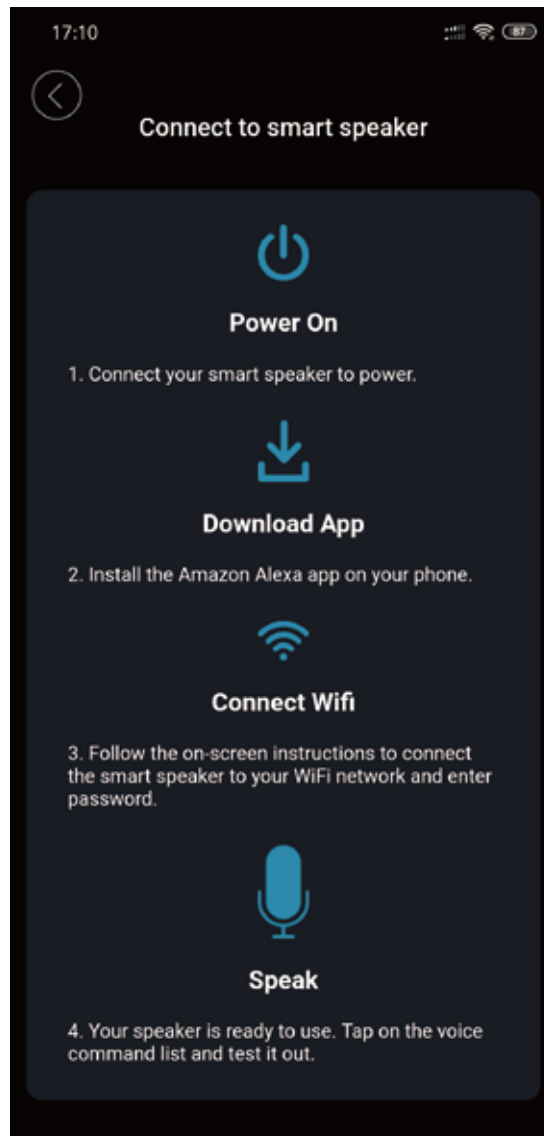 17:10
87
Connect to smart speaker
Power On
1. Connect your smart speaker to power.
Download App
2. Install the Amazon Alexa app on your phone.
Connect Wifi
3. Follow the on-screen instructions to connect
the smart speaker to your WiFi network and enter
password.
Speak
4. Your speaker is ready to use. Tap on the voice
command list and test it out.